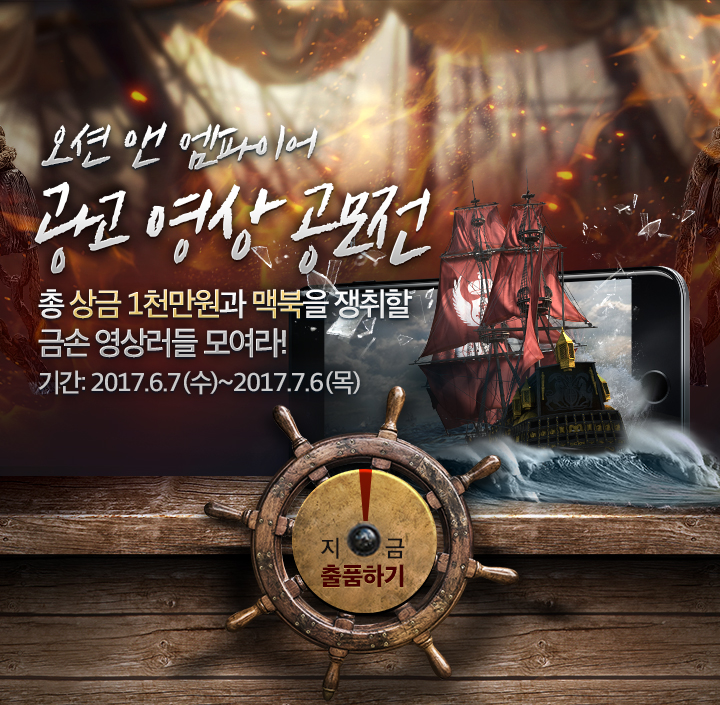 오션 앤 엠파이어
광고 영상 공모전
총 상금 1천만원과 맥북을 쟁취할
금손 영상러들 모여라!
기간: 2017.6.7(수)~2017.7.6(목)
지금
출품하기